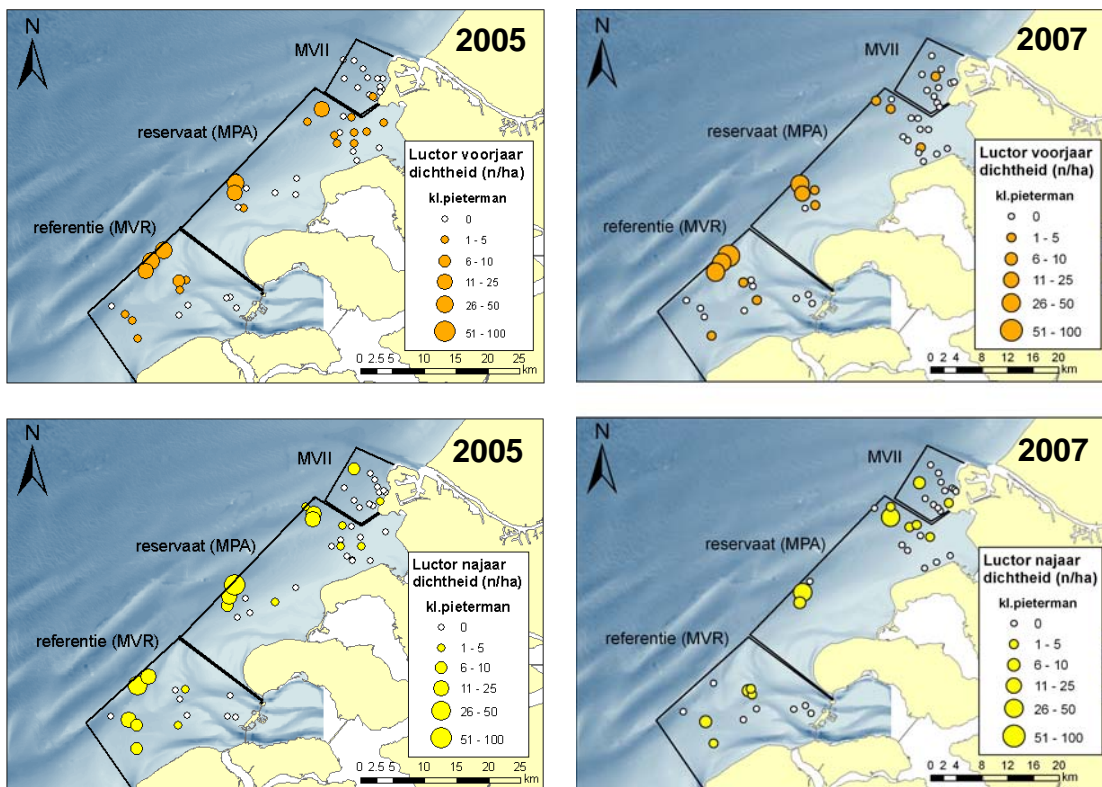 N
2005
MVII
reservaat (MPA)
referentie (MVR)
Luctor voorjaar
dichtheid (n/ha)
kl.pieterman
0
1 - 5
6 - 10
11 - 25
26 - 50
51 - 100
0 2.5 5 10 15 20 25
km
N
2007
MVII
reservaat (MPA)
referentie (MVR)
Luctor voorjaar
dichtheid (n/ha)
kl.pieterman
0
1 - 5
6 - 10
11 - 25
26 - 50
51 - 100
0 2 4 8 12 16 20
km
N
2005
MVII
reservaat (MPA)
referentie (MVR)
Luctor najaar
dichtheid (n/ha)
kl.pieterman
0
1 - 5
6 - 10
11 - 25
26 - 50
51 - 100
0 2.5 5 10 15 20 25
km
N
2007
MVII
reservaat (MPA)
referentie (MVR)
Luctor najaar
dichtheid (n/ha)
kl.pieterman
0
1 - 5
6 - 10
11 - 25
26 - 50
51 - 100
0 2 4 8 12 16 20
km